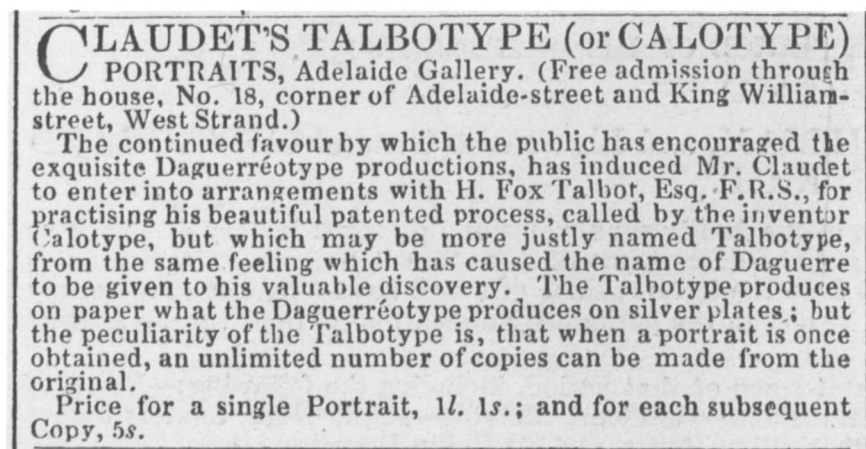 CLAUDET'S TALBOTYPE (or CALOTYPE)
PORTRAITS, Adelaide Gallery. (Free admission through
the house, No. 18, corner of Adelaide-street and King William-
street, West Strand.)
The continued favour by which the public has encouraged the
exquisite Daguerréotype productions, has induced Mr. Claudet
to enter into arrangements with H. Fox Talbot, Esq. F.R.S., for
practising his beautiful patented process, called by the inventor
Calotype, but which may be more justly named Talbotype,
from the same feeling which has caused the name of Daguerre
to be given to his valuable discovery. The Talbotype produces
on paper what the Daguerréotype produces on silver plates; but
the peculiarity of the Talbotype is, that when a portrait is once
obtained, an unlimited number of copies can be made from the
original.
Price for a single Portrait, 1l. 1s.; and for each subsequent
Copy, 5s.